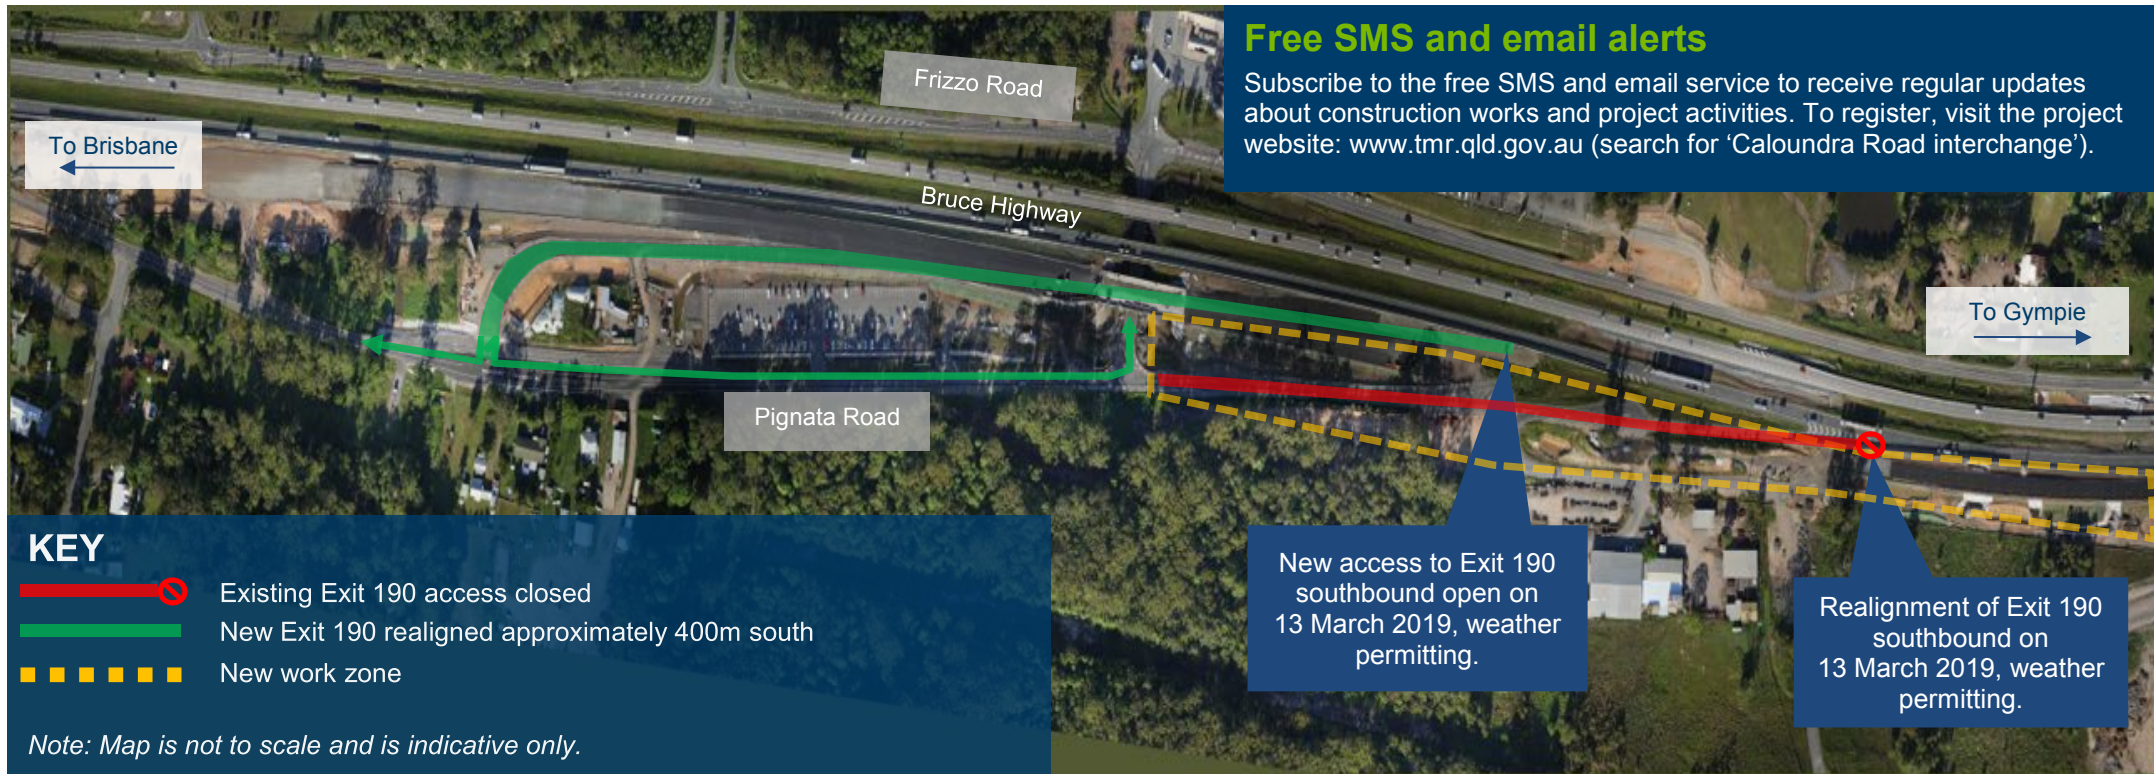 Free SMS and email alerts
Subscribe to the free SMS and email service to receive regular updates
about construction works and project activities. To register, visit the project
website: www.tmr.qld.gov.au (search for ‘Caloundra Road interchange’).
Frizzo Road
To Brisbane
Bruce Highway
To Gympie
Pignata Road
New access to Exit 190
southbound open on
13 March 2019, weather
permitting.
Realignment of Exit 190
southbound on
13 March 2019, weather
permitting.
KEY
Existing Exit 190 access closed
New Exit 190 realigned approximately 400m south
New work zone
Note: Map is not to scale and is indicative only.